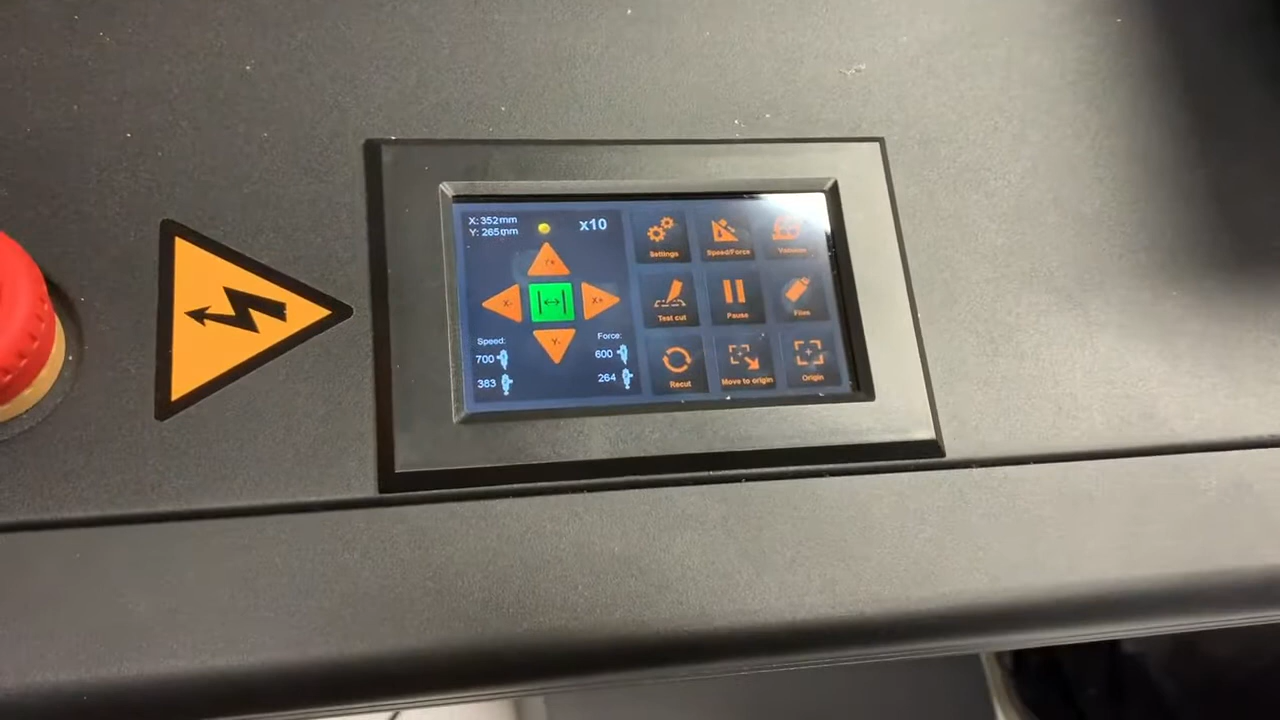 X: 352mm
Y: 265mm
x10
Y+
X-
X+
Y-
Speed:
700
383
Force:
600
264
Settings
Speed/Force
Test cut
Pause
Files
Recut
Move to origin
Origin